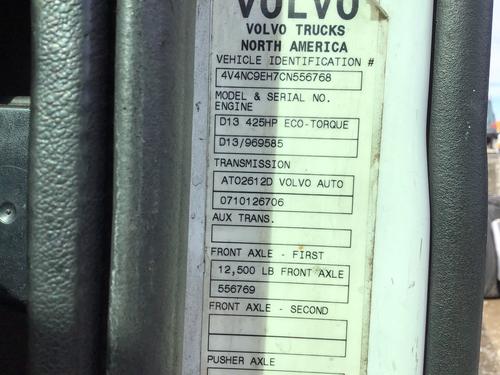 VOLVO
VOLVO TRUCKS
NORTH AMERICA
VEHICLE IDENTIFICATION #
4V4NC9EH7CN556768
MODEL & SERIAL NO.
ENGINE
D13 425HP ECO-TORQUE
D13/969585
TRANSMISSION
ATO2612D VOLVO AUTO
0710126706
AUX TRANS.
FRONT AXLE - FIRST
12,500 LB FRONT AXLE
556769
FRONT AXLE - SECOND
PUSHER AXLE